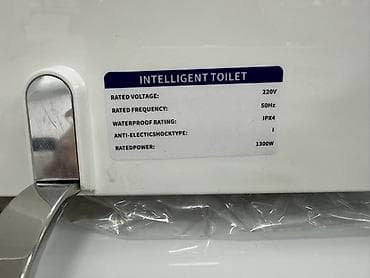 INTELLIGENT TOILET
RATED VOLTAGE: 220V
RATED FREQUENCY: 50Hz
WATERPROOF RATING: IPX4
ANTI-ELECTICSHOCKTYPE: I
RATEDPOWER: 1300W